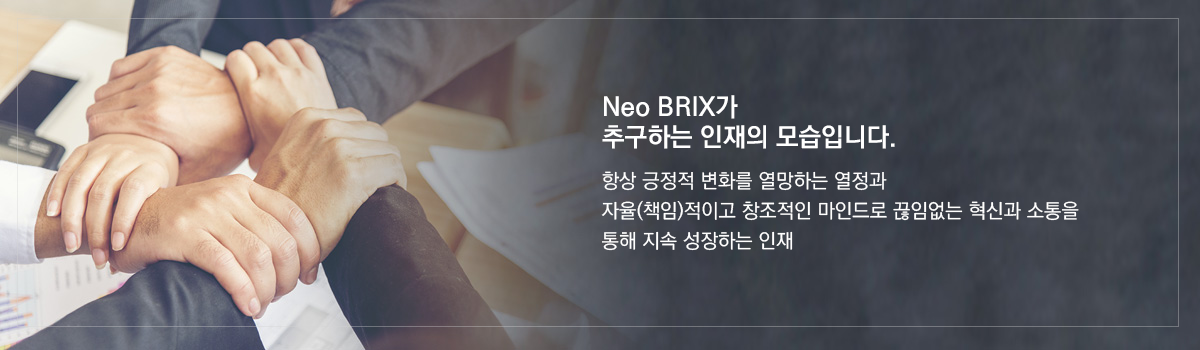 Neo BRIX가
추구하는 인재의 모습입니다.
항상 긍정적 변화를 열망하는 열정과
자율(책임)적이고 창조적인 마인드로 끊임없는 혁신과 소통을
통해 지속 성장하는 인재